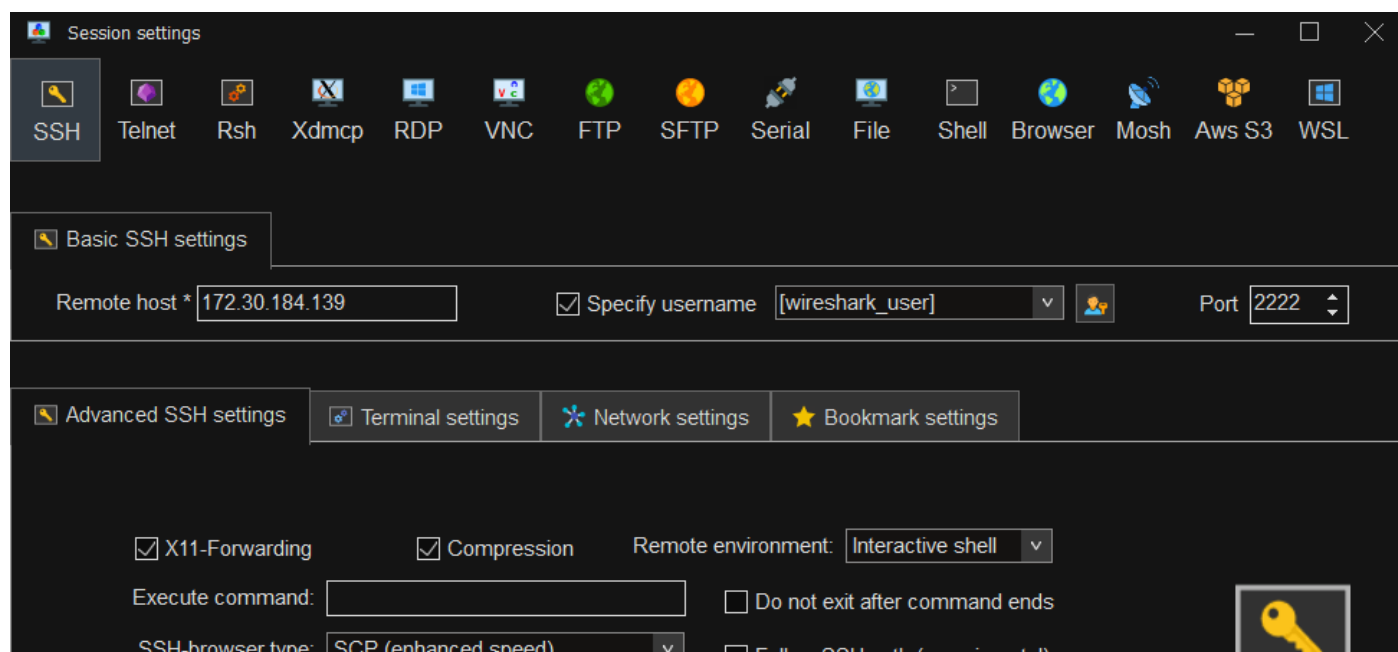 Session settings
SSH Telnet Rsh Xdmcp RDP VNC FTP SFTP Serial File Shell Browser Mosh Aws S3 WSL
Basic SSH settings
Remote host * 172.30.184.139 Specify username [wireshark_user] Port 2222
Advanced SSH settings Terminal settings Network settings Bookmark settings
X11-Forwarding Compression Remote environment: Interactive shell
Execute command: Do not exit after command ends
SSH-browser type: SCP (enhanced speed)